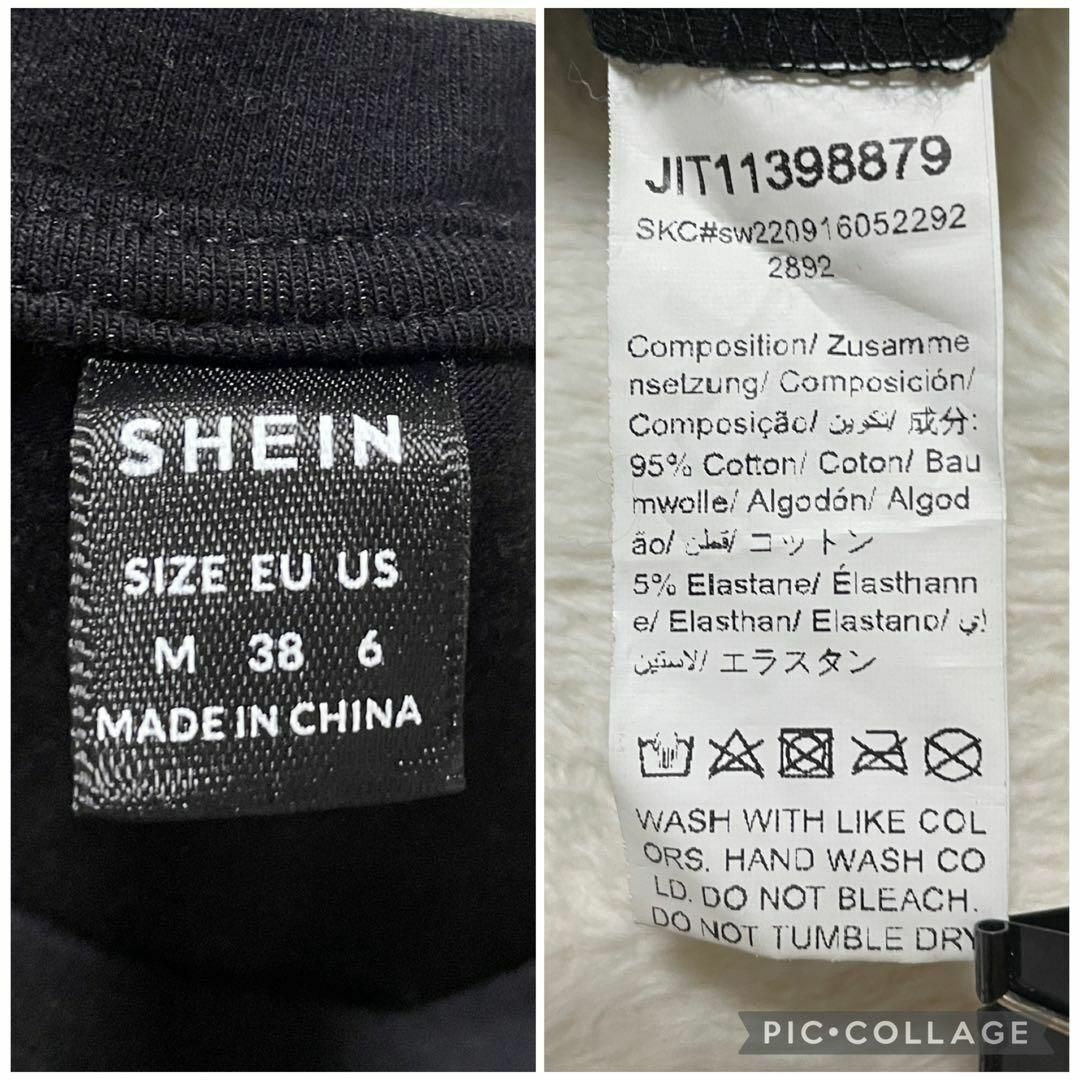 SHEIN
SIZE EU US
M 38 6
MADE IN CHINA
JIT11398879
SKC#sw220916052292
2892
Composition/ Zusamme
nsetzung/ Composición/
Composição/ تكوين/ 成分:
95% Cotton/ Coton/ Bau
mwolle/ Algodón/ Algod
ão/ قطن/ コットン
5% Elastane/ Élasthann
e/ Elasthan/ Elastano/ إي
لاستين/ エラスタン
WASH WITH LIKE COL
ORS. HAND WASH CO
LD. DO NOT BLEACH.
DO NOT TUMBLE DRY
PIC•COLLAGE